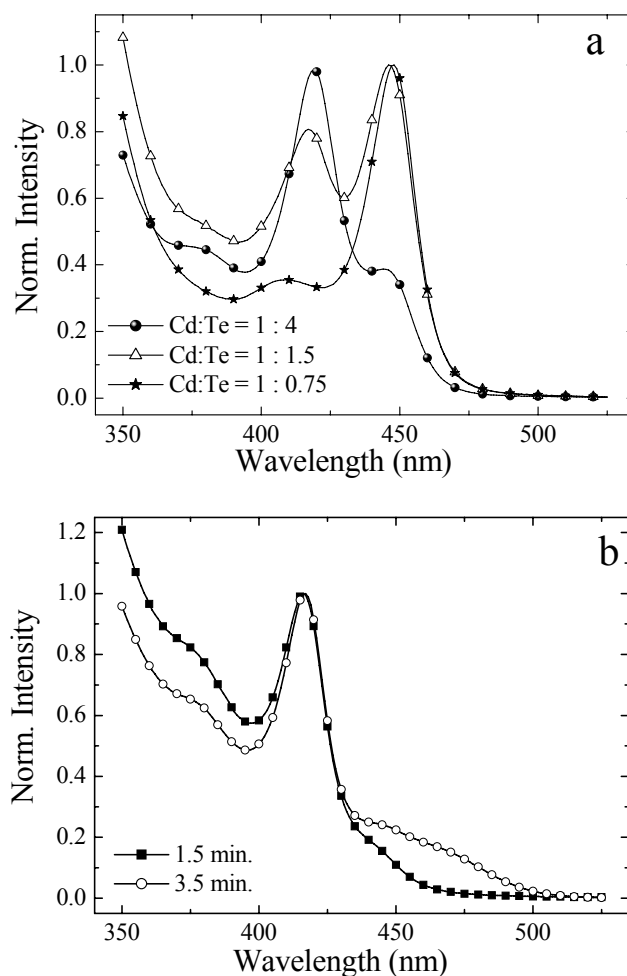 a
1.0
0.8
0.6
0.4
0.2
0.0
Norm. Intensity
Cd:Te = 1 : 4
Cd:Te = 1 : 1.5
Cd:Te = 1 : 0.75
350 400 450 500
Wavelength (nm)
b
1.2
1.0
0.8
0.6
0.4
0.2
0.0
Norm. Intensity
1.5 min.
3.5 min.
350 400 450 500
Wavelength (nm)